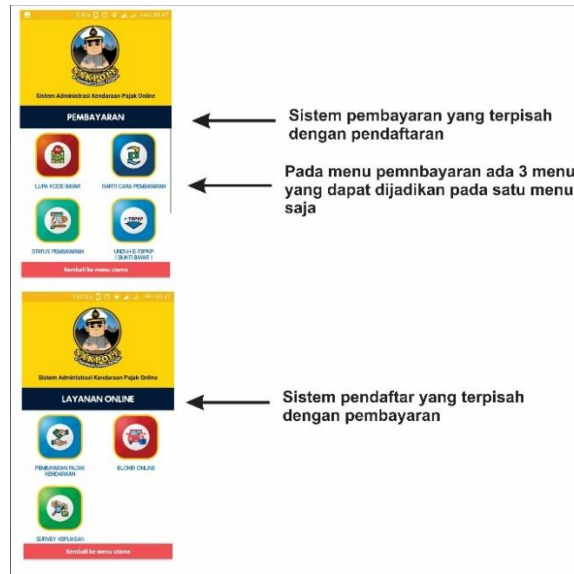 Sistem Administrasi Kendaraan Pajak Online
PEMBAYARAN
Sistem pembayaran yang terpisah
dengan pendaftaran
LUPA KODE BAYAR
GANTI CARA PEMBAYARAN
Pada menu pemnbayaran ada 3 menu
yang dapat dijadikan pada satu menu
saja
STATUS PEMBAYARAN
UNDUH E-TBPKP
( BUKTI BAYAR )
Kembali ke menu utama
Sistem Administrasi Kendaraan Pajak Online
LAYANAN ONLINE
Sistem pendaftar yang terpisah
dengan pembayaran
PEMBAYARAN PAJAK
KENDARAAN
BLOKIR ONLINE
SURVEY KEPUASAN
Kembali ke menu utama